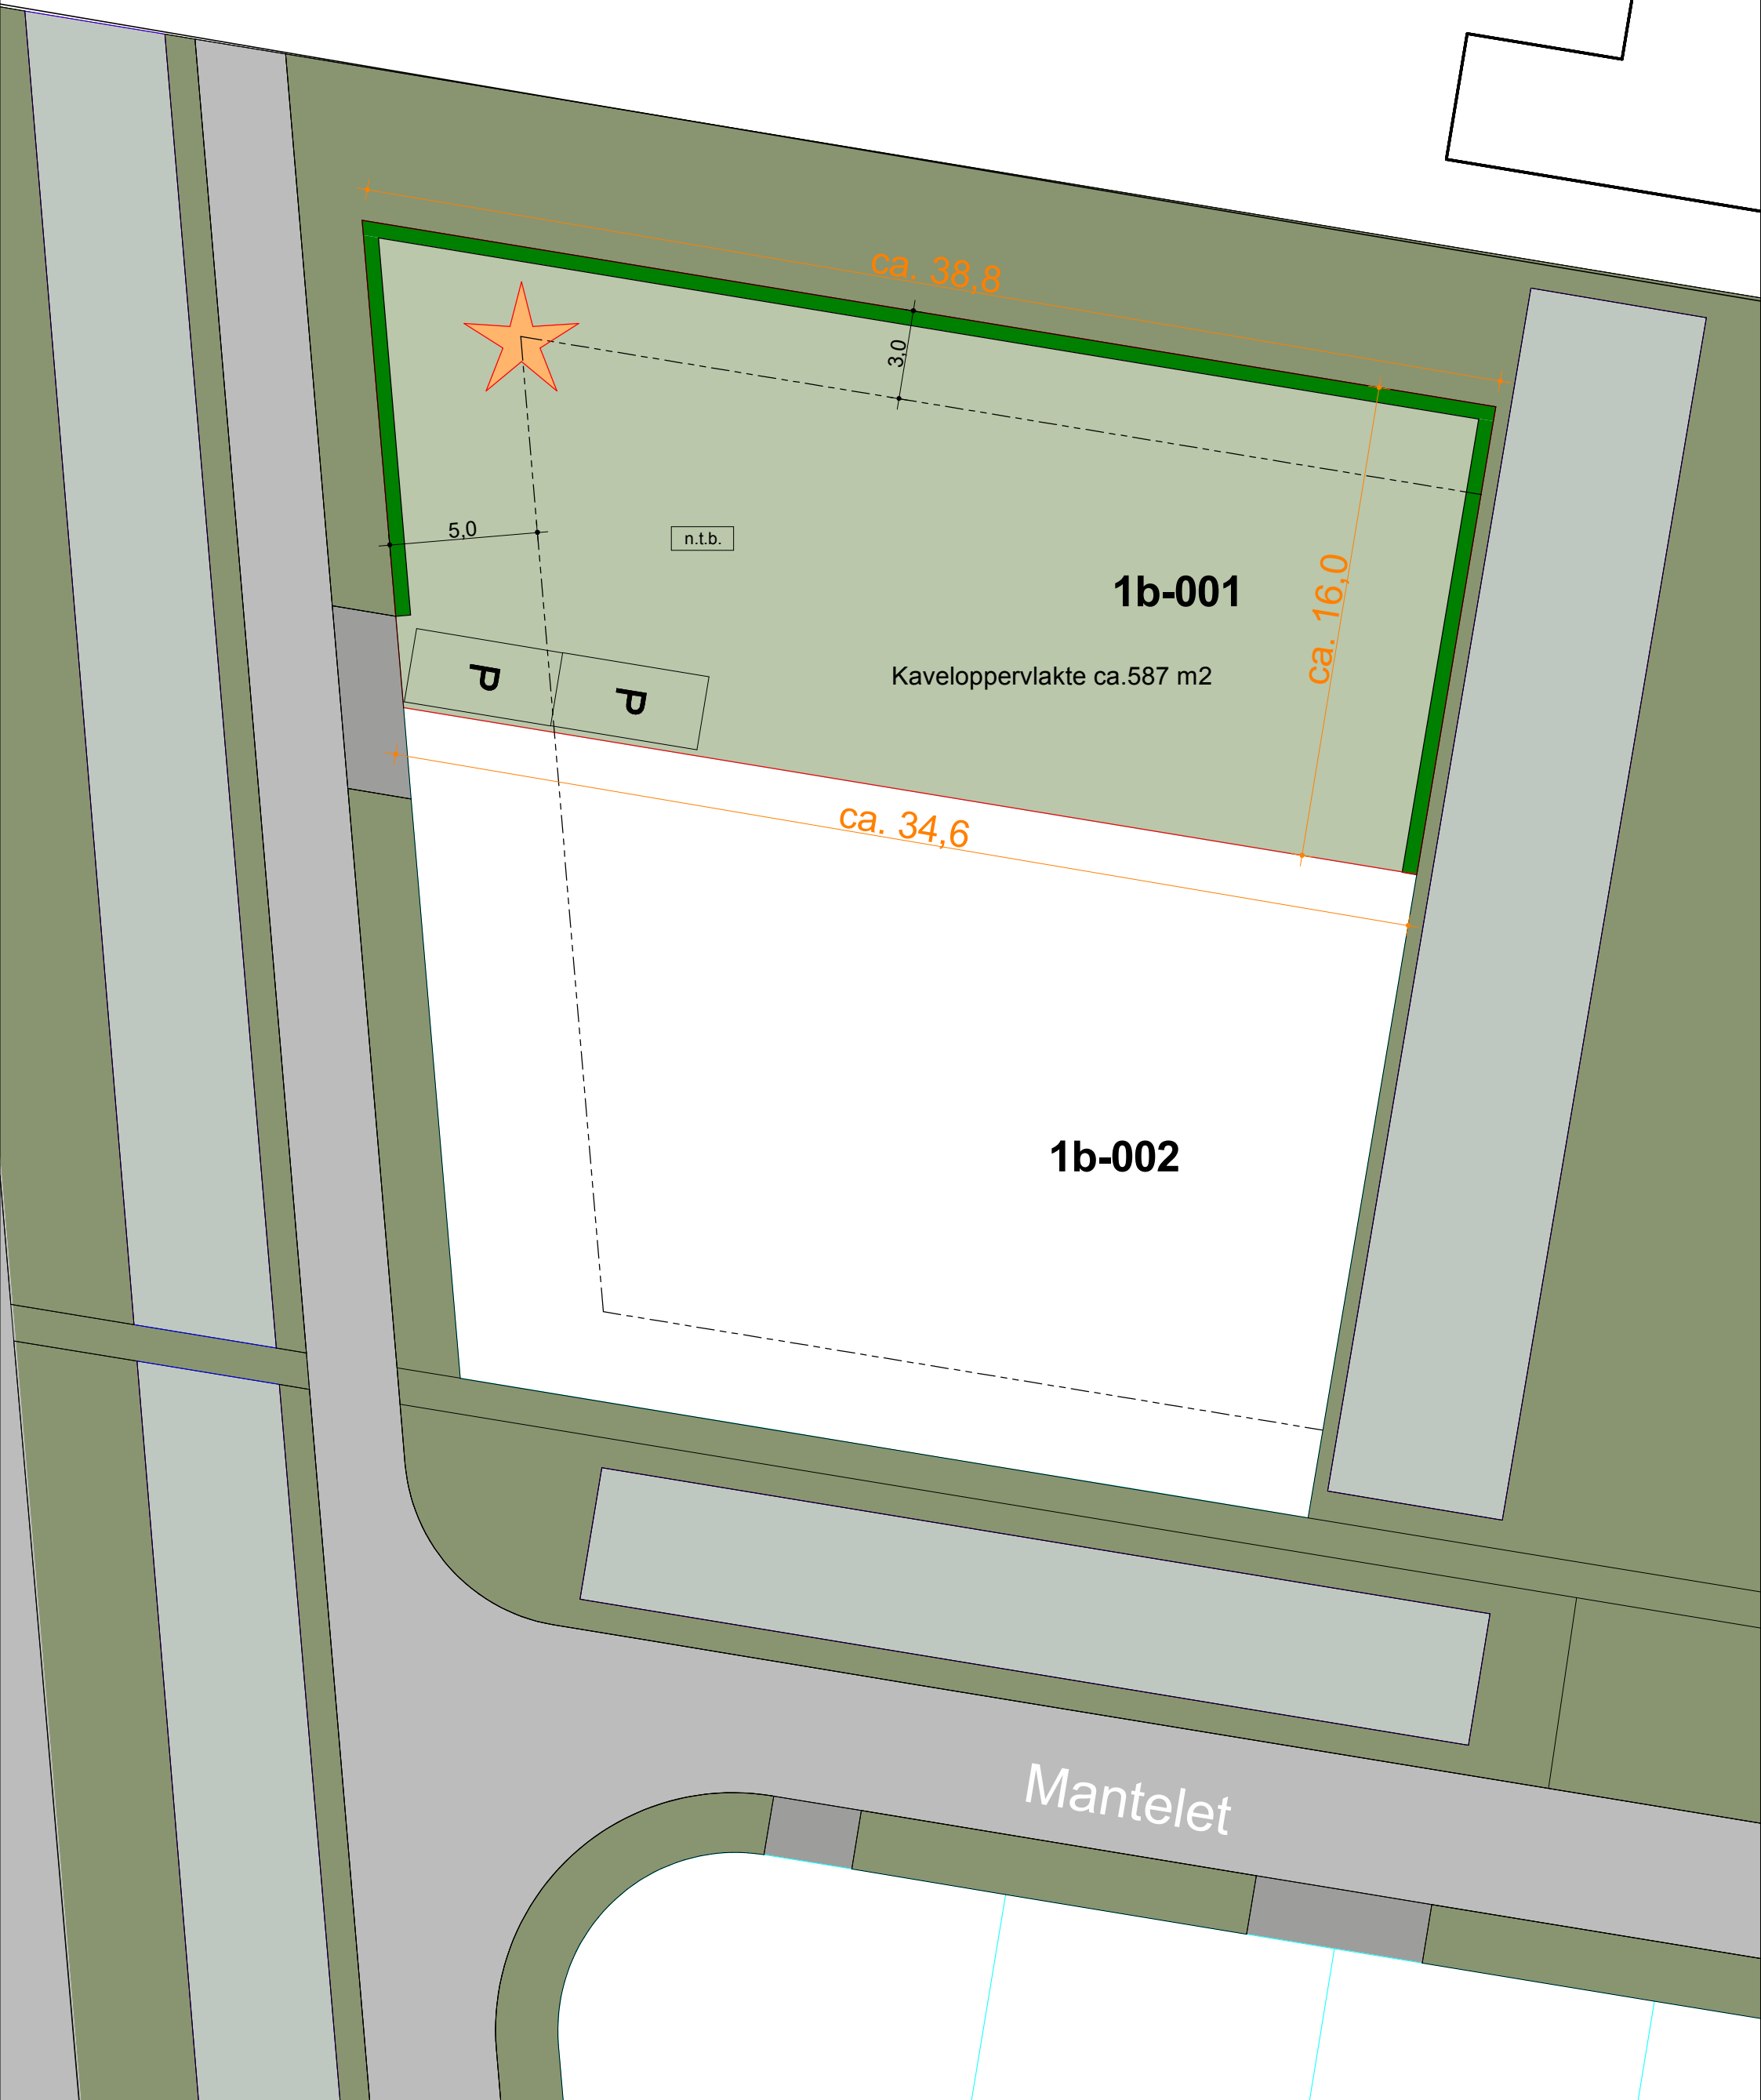 ca. 38,8
3,0
5,0
n.t.b.
1b-001
ca. 16,0
Kaveloppervlakte ca.587 m2
P
P
ca. 34,6
1b-002
Mantelet